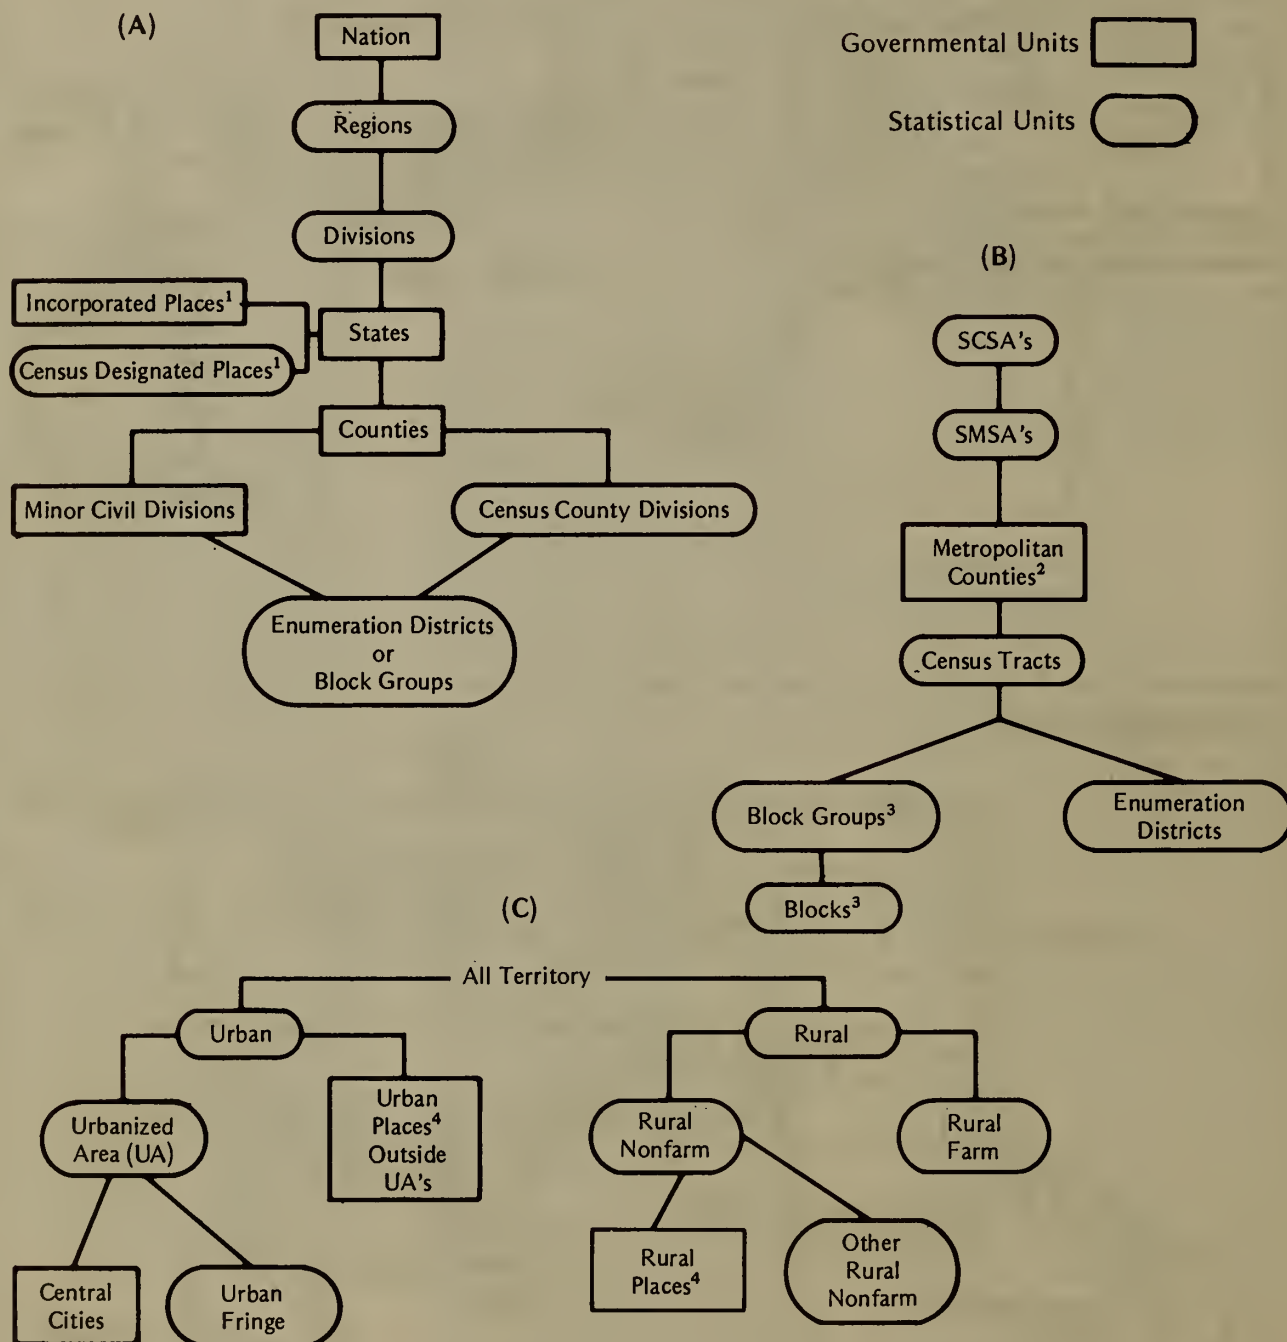 (A)
Nation
Regions
Divisions
Incorporated Places¹
Census Designated Places¹
States
Counties
Minor Civil Divisions
Census County Divisions
Enumeration Districts
or
Block Groups
Governmental Units
Statistical Units
(B)
SCSA's
SMSA's
Metropolitan
Counties²
Census Tracts
Block Groups³
Enumeration
Districts
Blocks³
(C)
All Territory
Urban
Rural
Urbanized
Area (UA)
Urban
Places⁴
Outside
UA's
Rural
Nonfarm
Rural
Farm
Central
Cities
Urban
Fringe
Rural
Places⁴
Other
Rural
Nonfarm